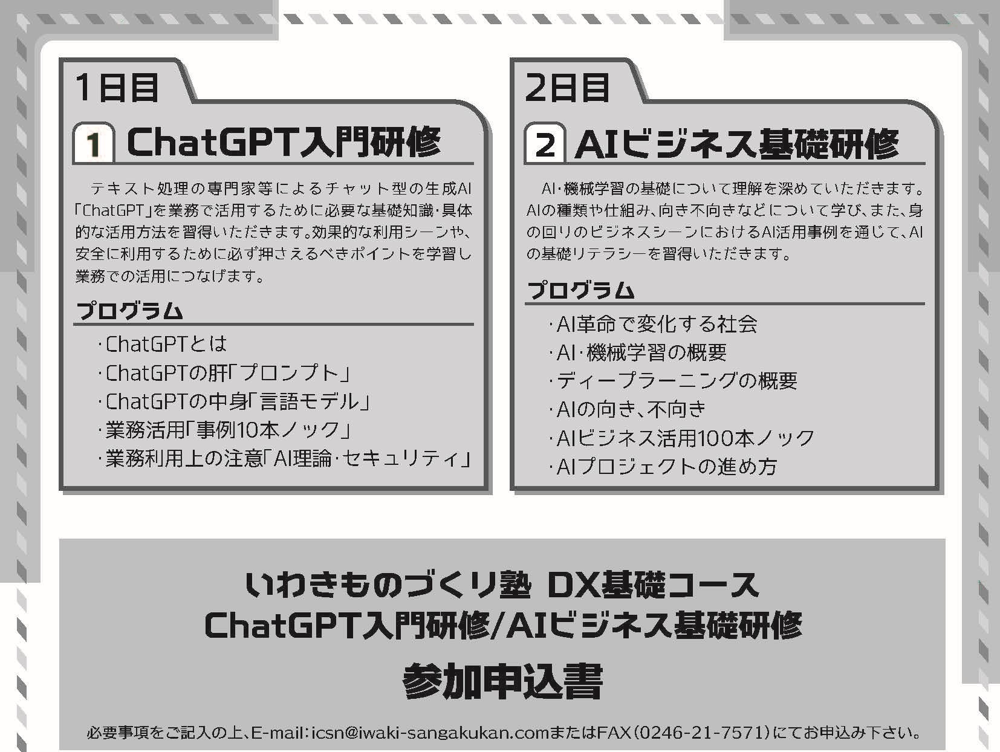 1日目
1 ChatGPT入門研修
テキスト処理の専門家等によるチャット型の生成AI
「ChatGPT」を業務で活用するために必要な基礎知識・具体
的な活用方法を習得いただきます。効果的な利用シーンや、
安全に利用するために必ず押さえるべきポイントを学習し
業務での活用につなげます。
プログラム
・ChatGPTとは
・ChatGPTの肝「プロンプト」
・ChatGPTの中身「言語モデル」
・業務活用「事例10本ノック」
・業務利用上の注意「AI理論・セキュリティ」
2日目
2 AIビジネス基礎研修
AI・機械学習の基礎について理解を深めていただきます。
AIの種類や仕組み、向き不向きなどについて学び、また、身
の回りのビジネスシーンにおけるAI活用事例を通じて、AI
の基礎リテラシーを習得いただきます。
プログラム
・AI革命で変化する社会
・AI・機械学習の概要
・ディープラーニングの概要
・AIの向き、不向き
・AIビジネス活用100本ノック
・AIプロジェクトの進め方
いわきものづくり塾 DX基礎コース
ChatGPT入門研修/AIビジネス基礎研修
参加申込書
必要事項をご記入の上、E-mail：icsn@iwaki-sangakukan.comまたはFAX（0246-21-7571）にてお申込み下さい。